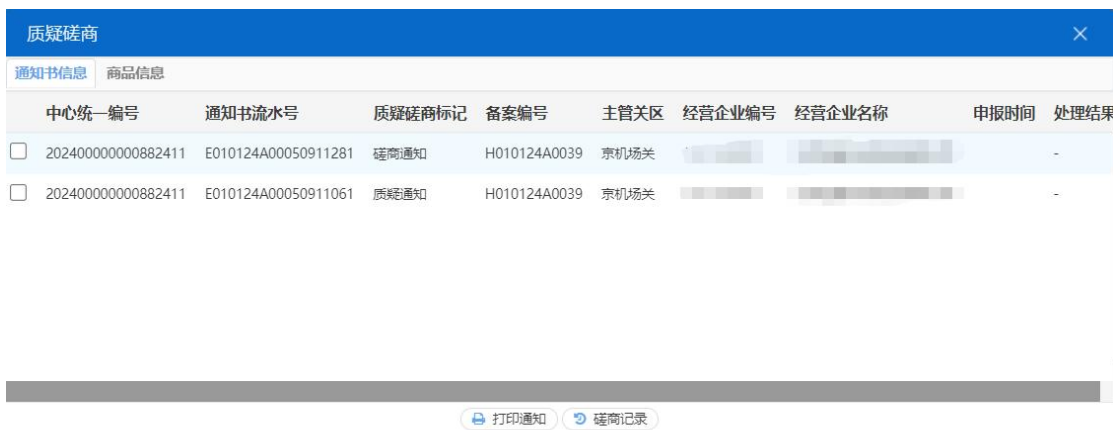 质疑磋商
通知书信息 商品信息
中心统一编号 通知书流水号 质疑磋商标记 备案编号 主管关区 经营企业编号 经营企业名称 申报时间 处理结果
202400000000882411 E010124A00050911281 磋商通知 H010124A0039 京机场关 -
202400000000882411 E010124A00050911061 质疑通知 H010124A0039 京机场关 -
打印通知 磋商记录